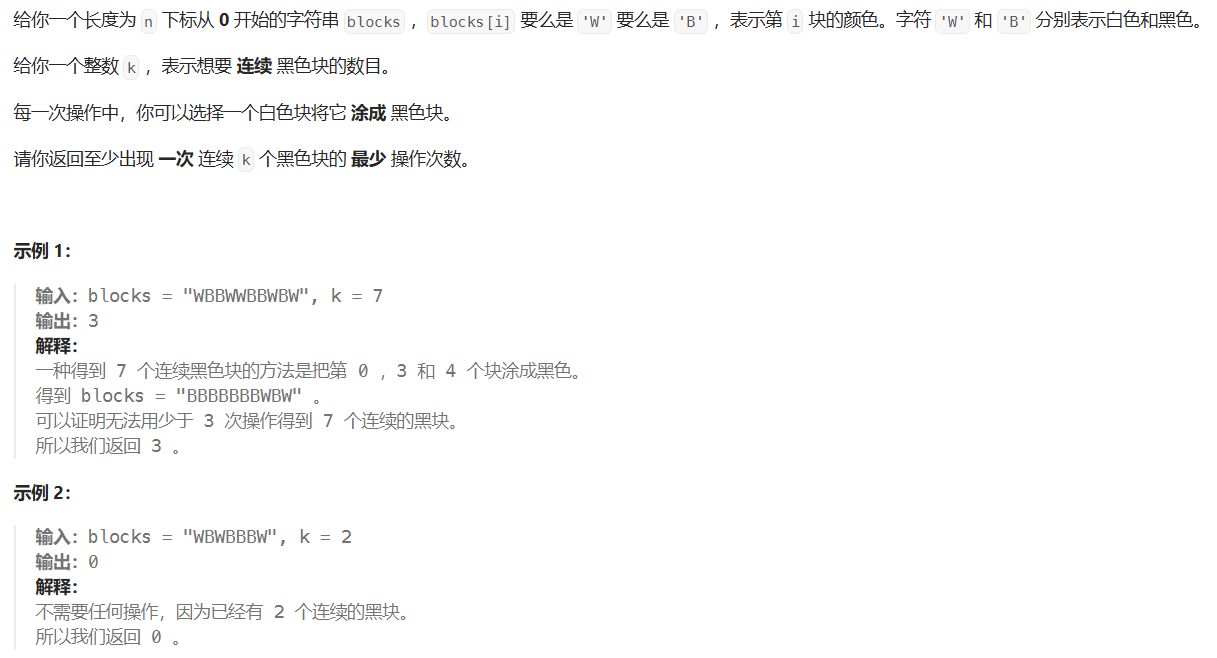 给你一个长度为 n 下标从 0 开始的字符串 blocks ，blocks[i] 要么是 'W' 要么是 'B' ，表示第 i 块的颜色。字符 'W' 和 'B' 分别表示白色和黑色。
给你一个整数 k ，表示想要 连续 黑色块的数目。
每一次操作中，你可以选择一个白色块将它 涂成 黑色块。
请你返回至少出现 一次 连续 k 个黑色块的 最少 操作次数。
示例 1：
输入：blocks = "WBBWWBBWBW", k = 7
输出：3
解释：
一种得到 7 个连续黑色块的方法是把第 0 ，3 和 4 个块涂成黑色。
得到 blocks = "BBBBBBBWBW" 。
可以证明无法用少于 3 次操作得到 7 个连续的黑块。
所以我们返回 3 。
示例 2：
输入：blocks = "WBWBBBW", k = 2
输出：0
解释：
不需要任何操作，因为已经有 2 个连续的黑块。
所以我们返回 0 。